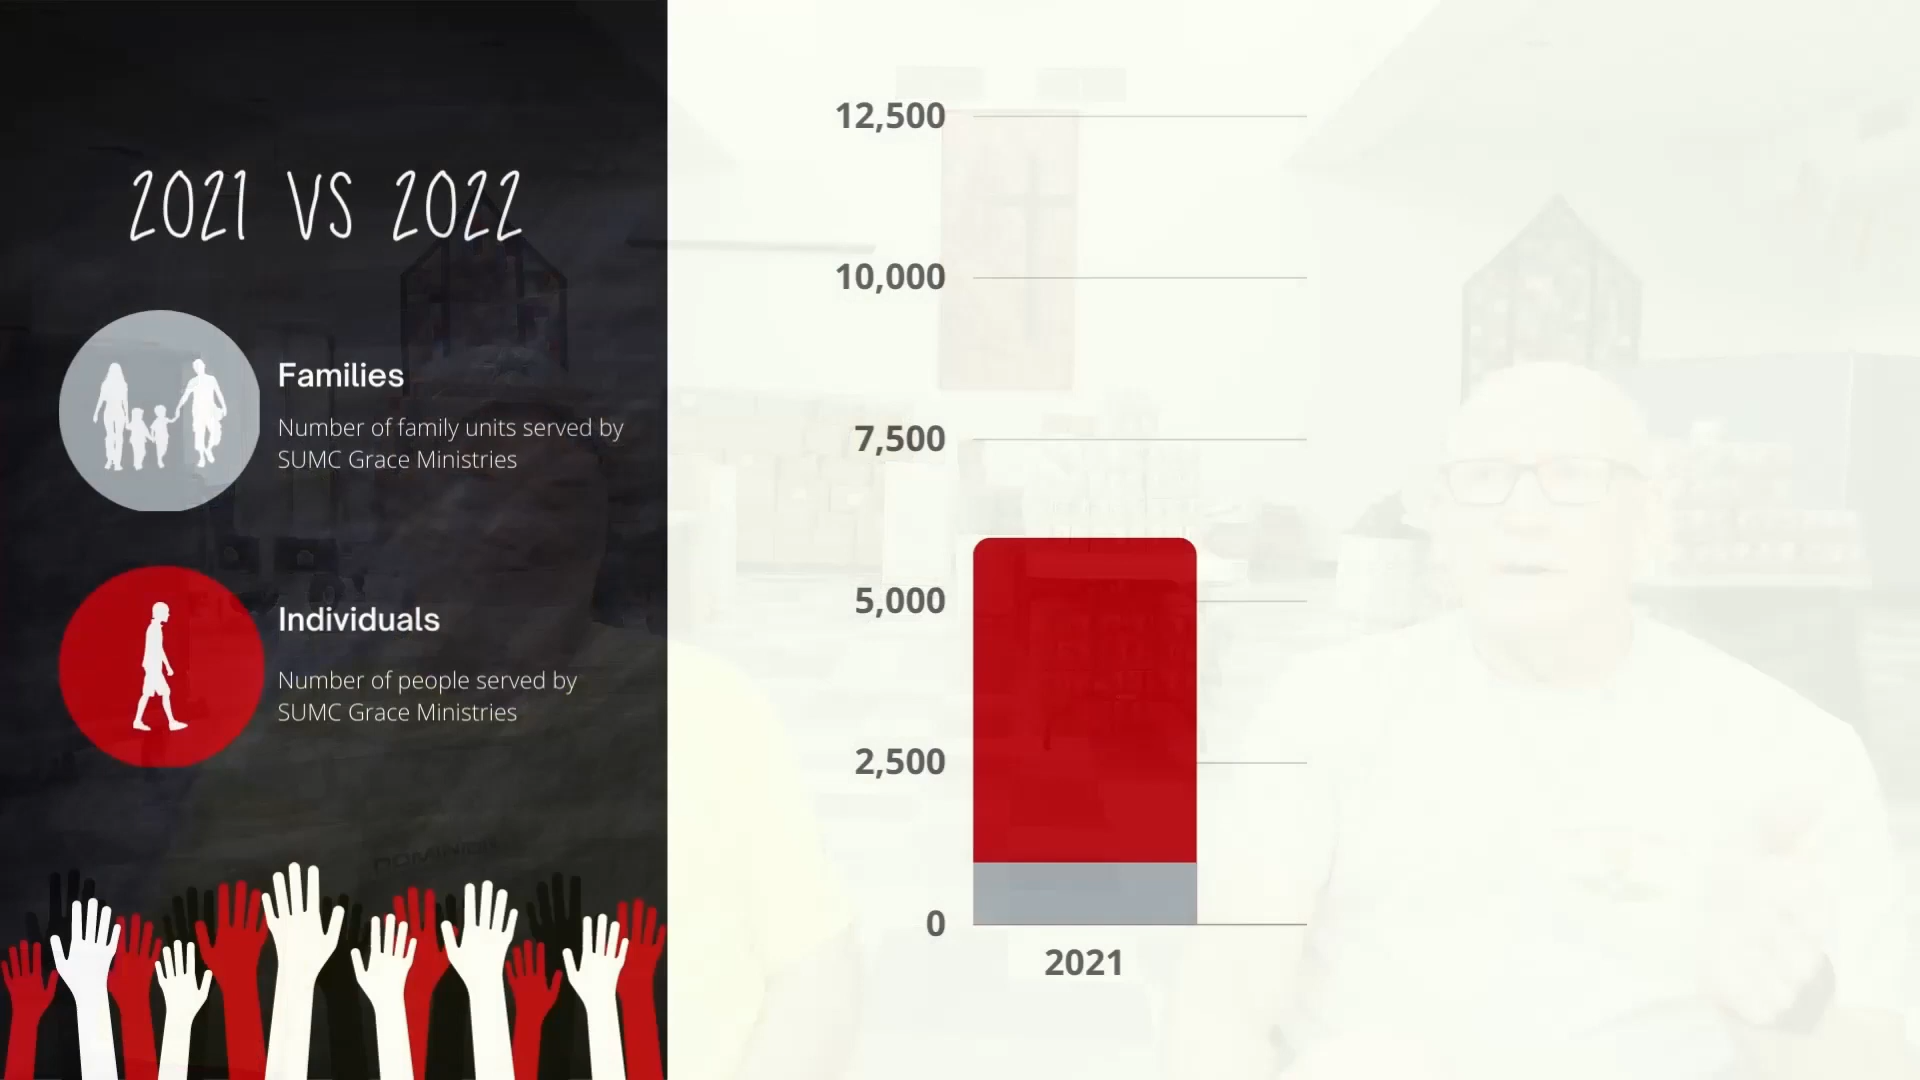 2021 VS 2022
Families
Number of family units served by
SUMC Grace Ministries
Individuals
Number of people served by
SUMC Grace Ministries
12,500
10,000
7,500
5,000
2,500
0
2021